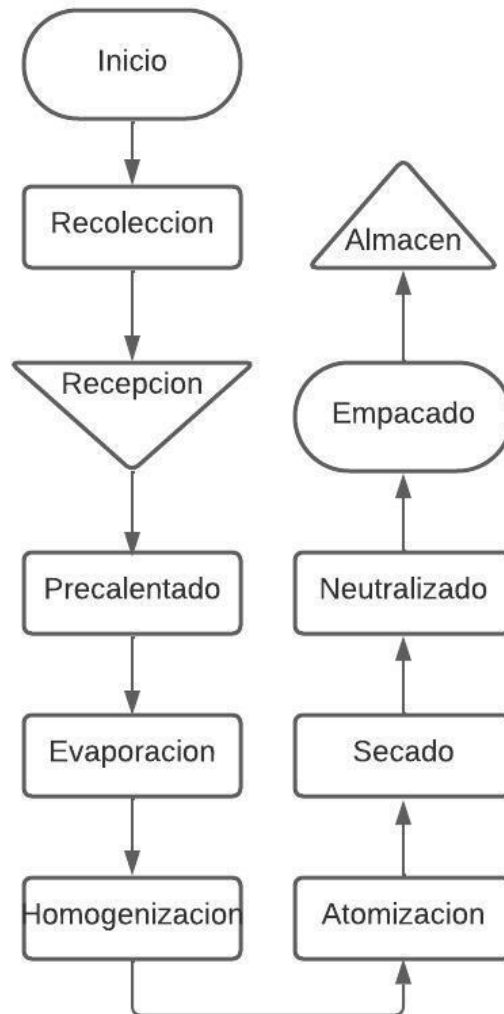 Inicio
Recoleccion
Recepcion
Precalentado
Evaporacion
Homogenizacion
Atomizacion
Secado
Neutralizado
Empacado
Almacen